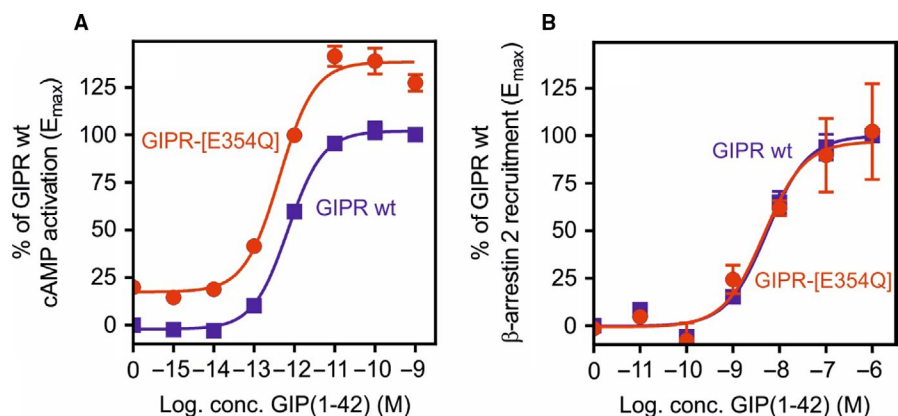 A
% of GIPR wt
cAMP activation (Emax)
125
100
75
50
25
0
GIPR-[E354Q]
GIPR wt
0 −15 −14 −13 −12 −11 −10 −9
Log. conc. GIP(1-42) (M)
B
% of GIPR wt
β-arrestin 2 recruitment (Emax)
125
100
75
50
25
0
GIPR wt
GIPR-[E354Q]
0 −11 −10 −9 −8 −7 −6
Log. conc. GIP(1-42) (M)